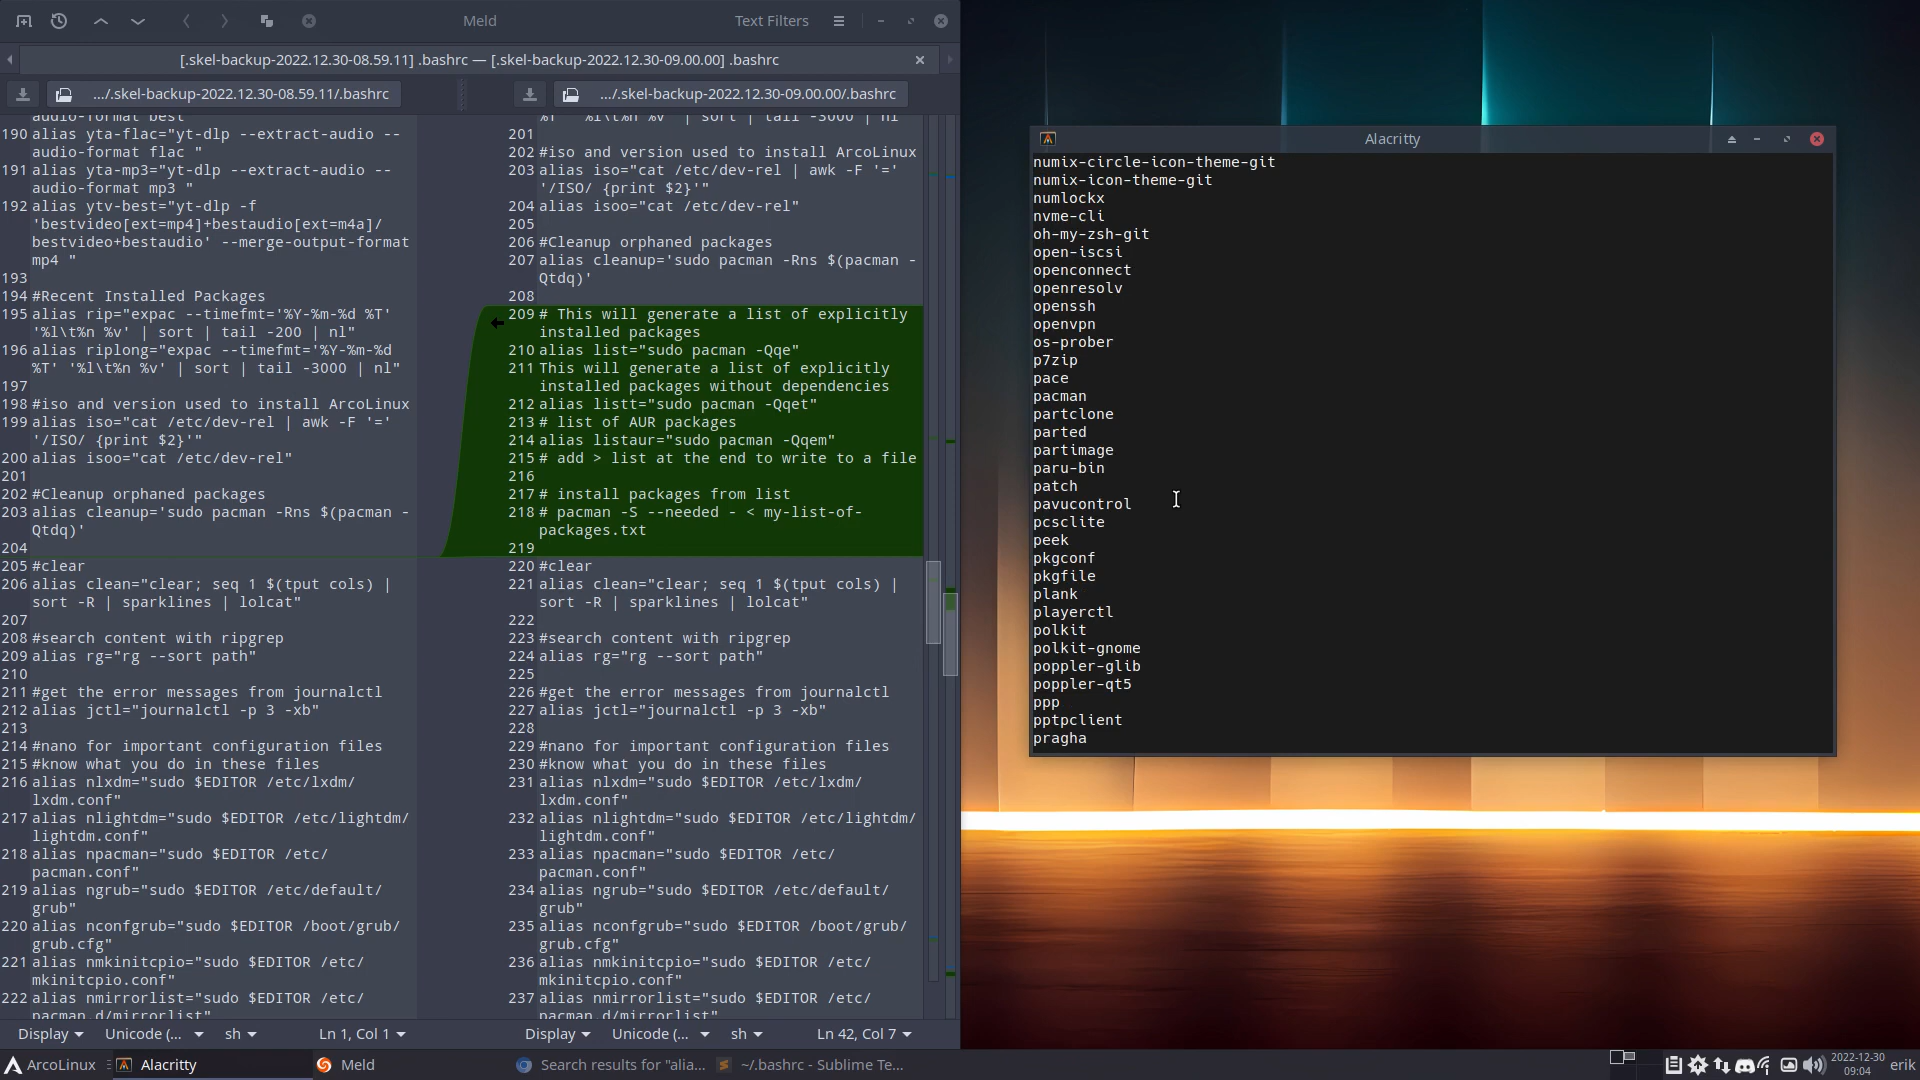 Meld
Text Filters
[.skel-backup-2022.12.30-08.59.11] .bashrc — [.skel-backup-2022.12.30-09.00.00] .bashrc
.../.skel-backup-2022.12.30-08.59.11/.bashrc
.../.skel-backup-2022.12.30-09.00.00/.bashrc
audio-format best"
190 alias yta-flac="yt-dlp --extract-audio --
audio-format flac "
191 alias yta-mp3="yt-dlp --extract-audio --
audio-format mp3 "
192 alias ytv-best="yt-dlp -f
'bestvideo[ext=mp4]+bestaudio[ext=m4a]/
bestvideo+bestaudio' --merge-output-format
mp4 "
193
194 #Recent Installed Packages
195 alias rip="expac --timefmt='%Y-%m-%d %T'
'%l\t%n %v' | sort | tail -200 | nl"
196 alias riplong="expac --timefmt='%Y-%m-%d
%T' '%l\t%n %v' | sort | tail -3000 | nl"
197
198 #iso and version used to install ArcoLinux
199 alias iso="cat /etc/dev-rel | awk -F '='
'/ISO/ {print $2}'"
200 alias isoo="cat /etc/dev-rel"
201
202 #Cleanup orphaned packages
203 alias cleanup='sudo pacman -Rns $(pacman -
Qtdq)'
204
205 #clear
206 alias clean="clear; seq 1 $(tput cols) |
sort -R | sparklines | lolcat"
207
208 #search content with ripgrep
209 alias rg="rg --sort path"
210
211 #get the error messages from journalctl
212 alias jctl="journalctl -p 3 -xb"
213
214 #nano for important configuration files
215 #know what you do in these files
216 alias nlxdm="sudo $EDITOR /etc/lxdm/
lxdm.conf"
217 alias nlightdm="sudo $EDITOR /etc/lightdm/
lightdm.conf"
218 alias npacman="sudo $EDITOR /etc/
pacman.conf"
219 alias ngrub="sudo $EDITOR /etc/default/
grub"
220 alias nconfgrub="sudo $EDITOR /boot/grub/
grub.cfg"
221 alias nmkinitcpio="sudo $EDITOR /etc/
mkinitcpio.conf"
222 alias nmirrorlist="sudo $EDITOR /etc/
pacman.d/mirrorlist"
%T' '%l\t%n %v' | sort | tail -3000 | nl"
201
202 #iso and version used to install ArcoLinux
203 alias iso="cat /etc/dev-rel | awk -F '='
'/ISO/ {print $2}'"
204 alias isoo="cat /etc/dev-rel"
205
206 #Cleanup orphaned packages
207 alias cleanup='sudo pacman -Rns $(pacman -
Qtdq)'
208
209 # This will generate a list of explicitly
installed packages
210 alias list="sudo pacman -Qqe"
211 This will generate a list of explicitly
installed packages without dependencies
212 alias listt="sudo pacman -Qqet"
213 # list of AUR packages
214 alias listaur="sudo pacman -Qqem"
215 # add > list at the end to write to a file
216
217 # install packages from list
218 # pacman -S --needed - < my-list-of-
packages.txt
219
220 #clear
221 alias clean="clear; seq 1 $(tput cols) |
sort -R | sparklines | lolcat"
222
223 #search content with ripgrep
224 alias rg="rg --sort path"
225
226 #get the error messages from journalctl
227 alias jctl="journalctl -p 3 -xb"
228
229 #nano for important configuration files
230 #know what you do in these files
231 alias nlxdm="sudo $EDITOR /etc/lxdm/
lxdm.conf"
232 alias nlightdm="sudo $EDITOR /etc/lightdm/
lightdm.conf"
233 alias npacman="sudo $EDITOR /etc/
pacman.conf"
234 alias ngrub="sudo $EDITOR /etc/default/
grub"
235 alias nconfgrub="sudo $EDITOR /boot/grub/
grub.cfg"
236 alias nmkinitcpio="sudo $EDITOR /etc/
mkinitcpio.conf"
237 alias nmirrorlist="sudo $EDITOR /etc/
pacman.d/mirrorlist"
Display Unicode (... sh Ln 1, Col 1
Display Unicode (... sh Ln 42, Col 7
Alacritty
numix-circle-icon-theme-git
numix-icon-theme-git
numlockx
nvme-cli
oh-my-zsh-git
open-iscsi
openconnect
openresolv
openssh
openvpn
os-prober
p7zip
pace
pacman
partclone
parted
partimage
paru-bin
patch
pavucontrol
pcsclite
peek
pkgconf
pkgfile
plank
playerctl
polkit
polkit-gnome
poppler-glib
poppler-qt5
ppp
pptpclient
pragha
ArcoLinux
Alacritty
Meld
Search results for "alia...
~/.bashrc - Sublime Te...
2022-12-30
09:04
erik